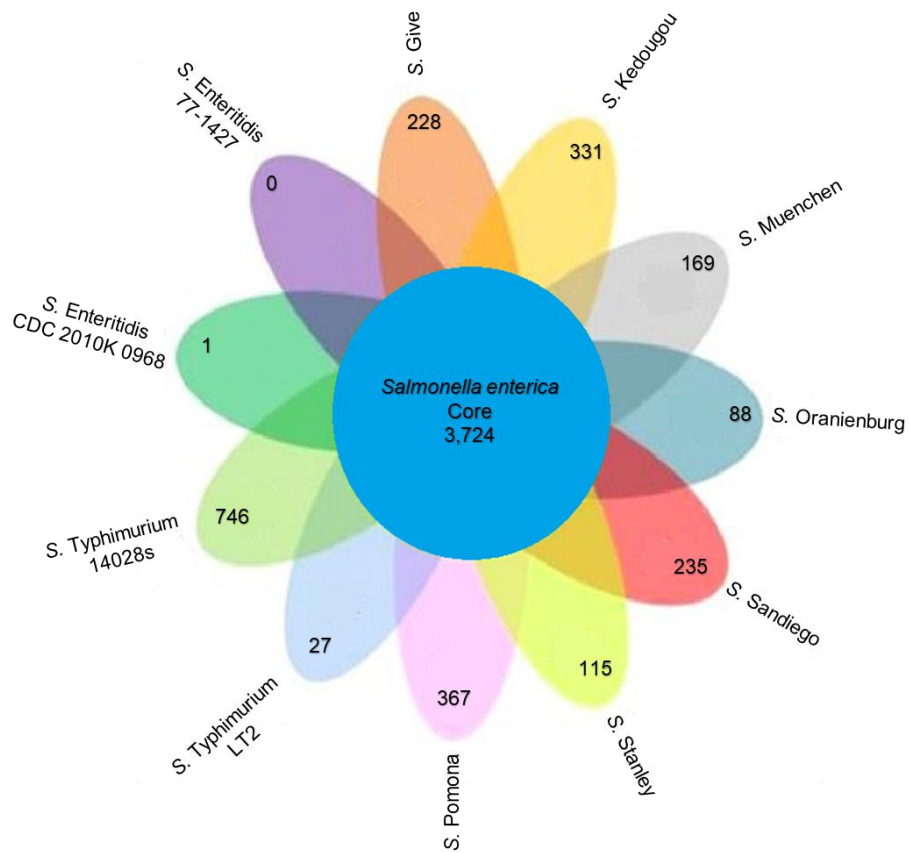 S. Give
228
S. Kedougou
331
S. Muenchen
169
S. Oranienburg
88
S. Sandiego
235
S. Stanley
115
S. Pomona
367
S. Typhimurium
LT2
27
S. Typhimurium
14028s
746
S. Enteritidis
CDC 2010K 0968
1
S. Enteritidis
77-1427
0
Salmonella enterica
Core
3,724